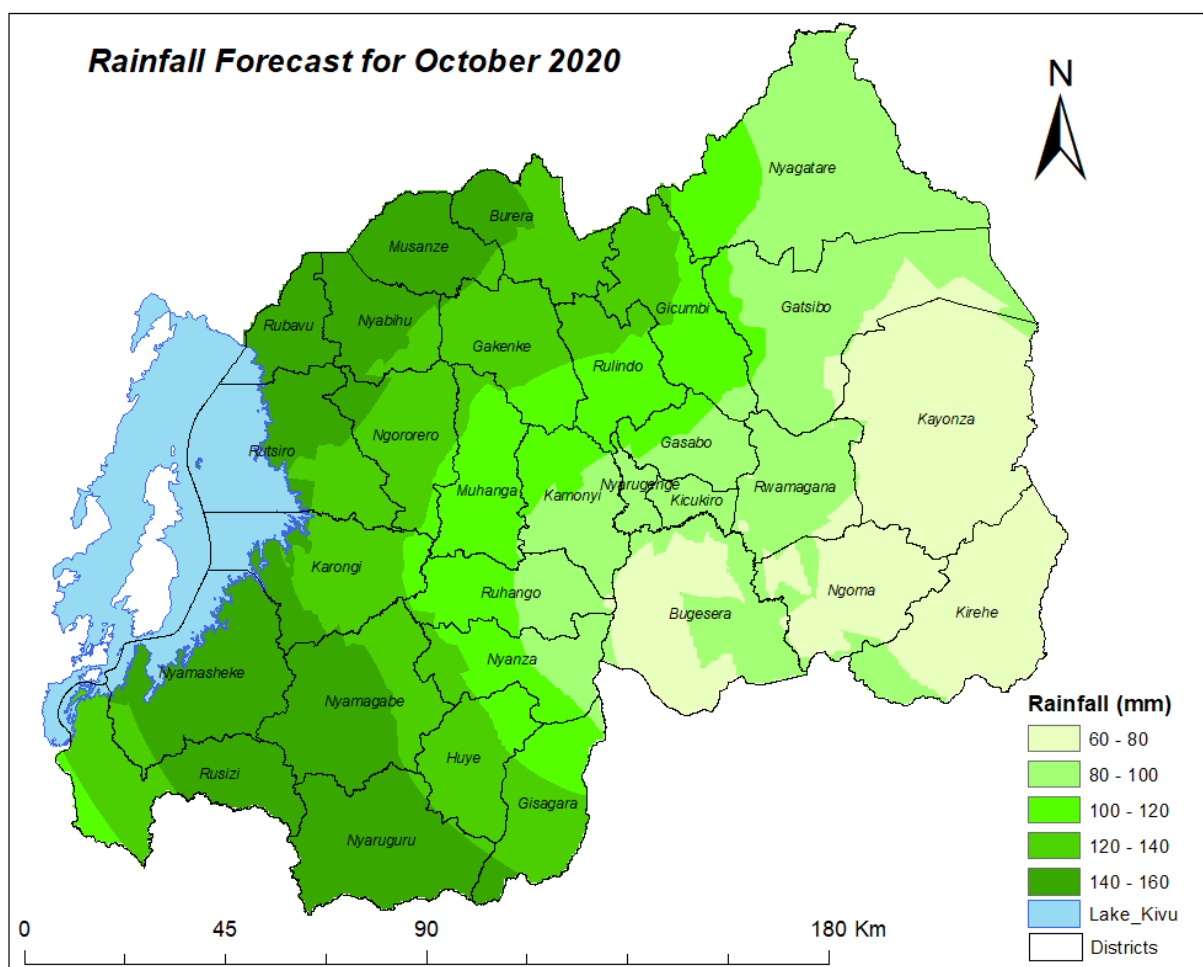 Rainfall Forecast for October 2020
N
Nyagatare
Burera
Musanze
Gatsibo
Gicumbi
Rubavu
Nyabihu
Gakenke
Rulindo
Kayonza
Ngororero
Gasabo
Rutsiro
Muhanga
Kamonyi
Nyarugenge
Kicukiro
Rwamagana
Karongi
Ruhango
Bugesera
Ngoma
Kirehe
Nyanza
Nyamasheke
Nyamagabe
Huye
Rusizi
Gisagara
Nyaruguru
Rainfall (mm)
60 - 80
80 - 100
100 - 120
120 - 140
140 - 160
Lake_Kivu
Districts
0 45 90 180 Km